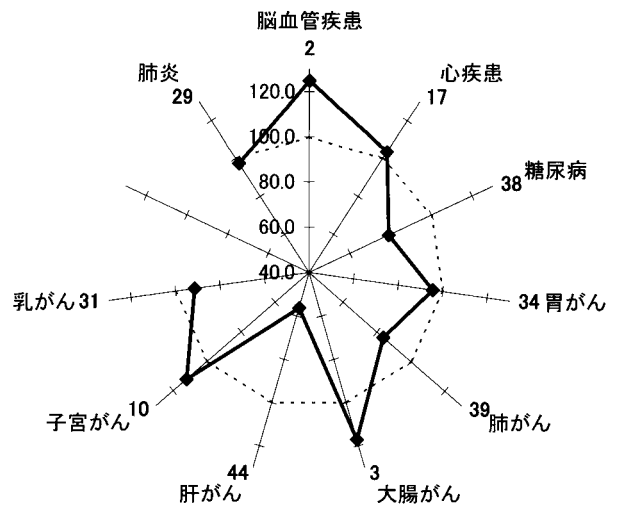 脳血管疾患
2
肺炎
29
心疾患
17
120.0
100.0
80.0
60.0
40.0
38 糖尿病
乳がん 31
34 胃がん
子宮がん 10
39 肺がん
44
肝がん
3
大腸がん